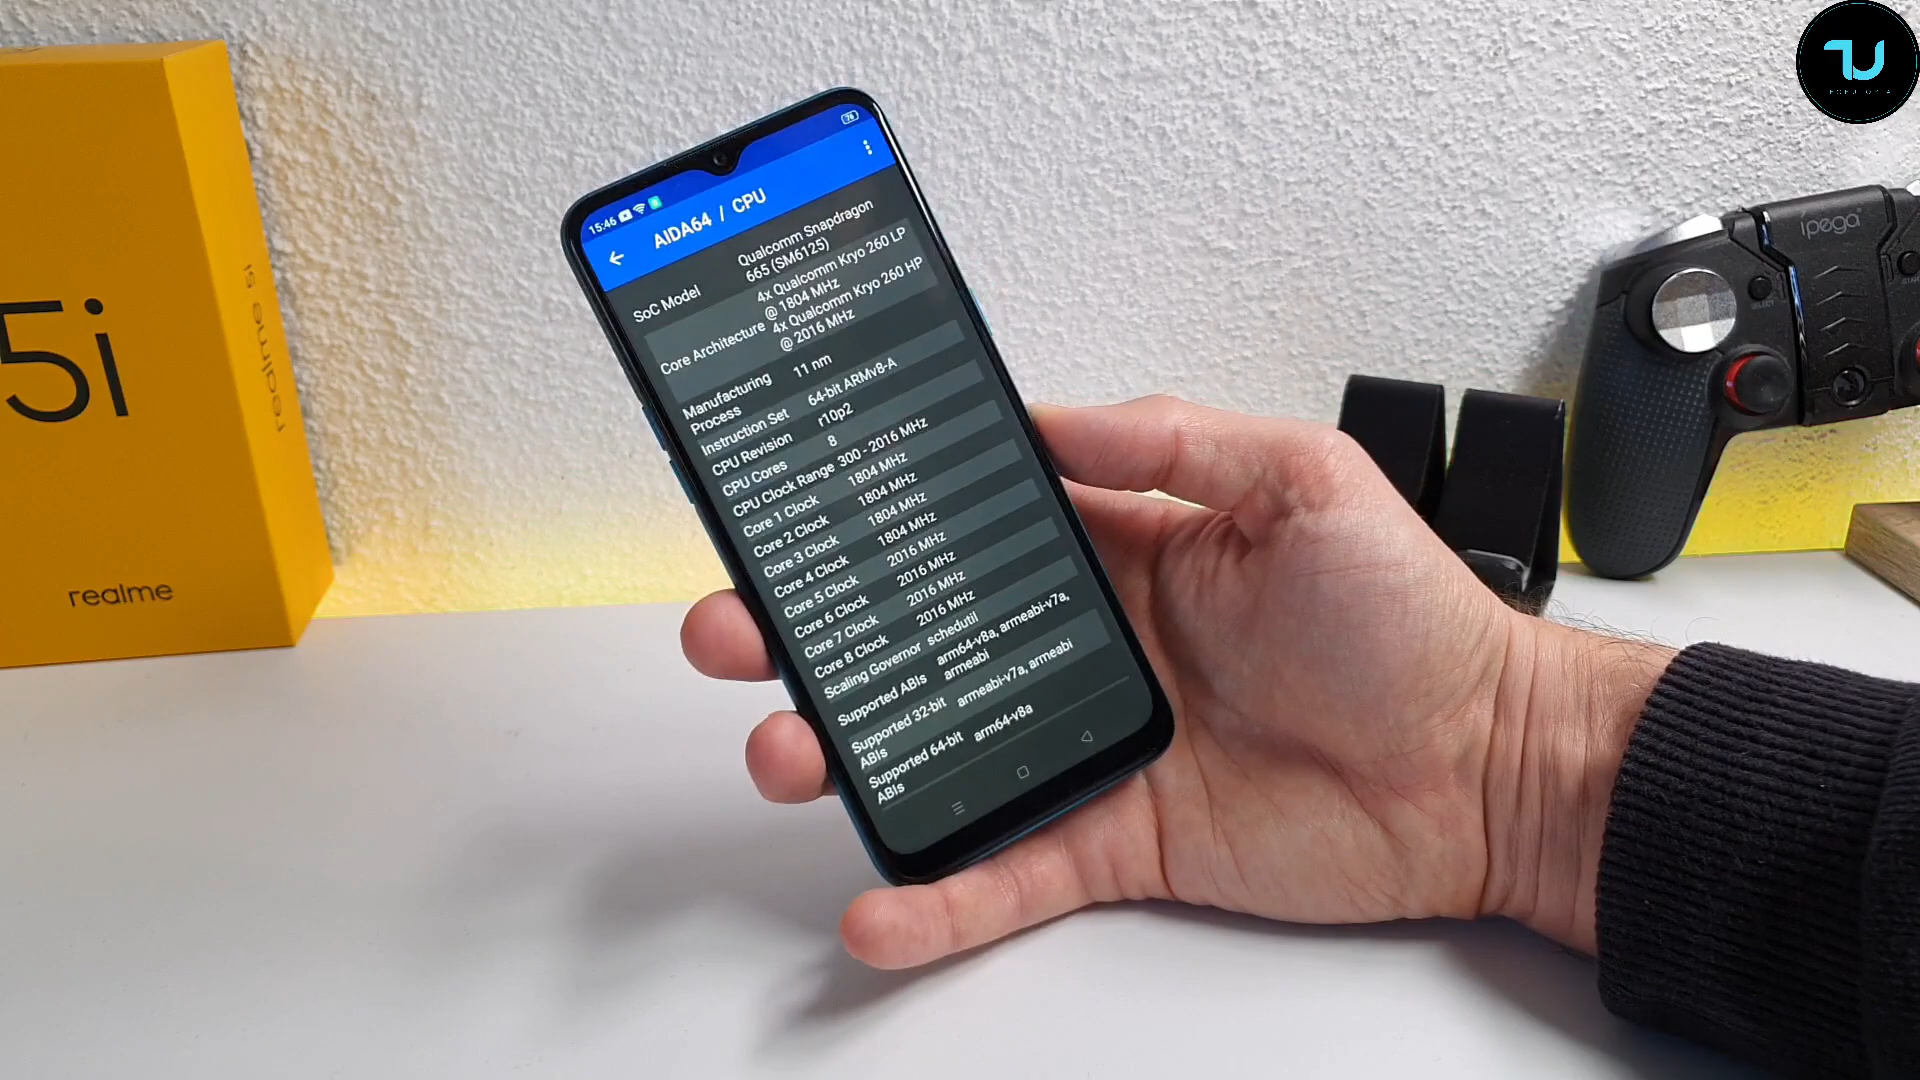 5i
realme 5i
realme
15:46
76
AIDA64 / CPU
SoC Model
Qualcomm Snapdragon
665 (SM6125)
Core Architecture
4x Qualcomm Kryo 260 LP
@ 1804 MHz
4x Qualcomm Kryo 260 HP
@ 2016 MHz
Manufacturing
Process
11 nm
Instruction Set 64-bit ARMv8-A
CPU Revision r10p2
CPU Cores 8
CPU Clock Range 300 - 2016 MHz
Core 1 Clock 1804 MHz
Core 2 Clock 1804 MHz
Core 3 Clock 1804 MHz
Core 4 Clock 1804 MHz
Core 5 Clock 2016 MHz
Core 6 Clock 2016 MHz
Core 7 Clock 2016 MHz
Core 8 Clock 2016 MHz
Scaling Governor schedutil
Supported ABIs
arm64-v8a, armeabi-v7a,
armeabi
Supported 32-bit
ABIs
armeabi-v7a, armeabi
Supported 64-bit
ABIs
arm64-v8a
ipega
TU